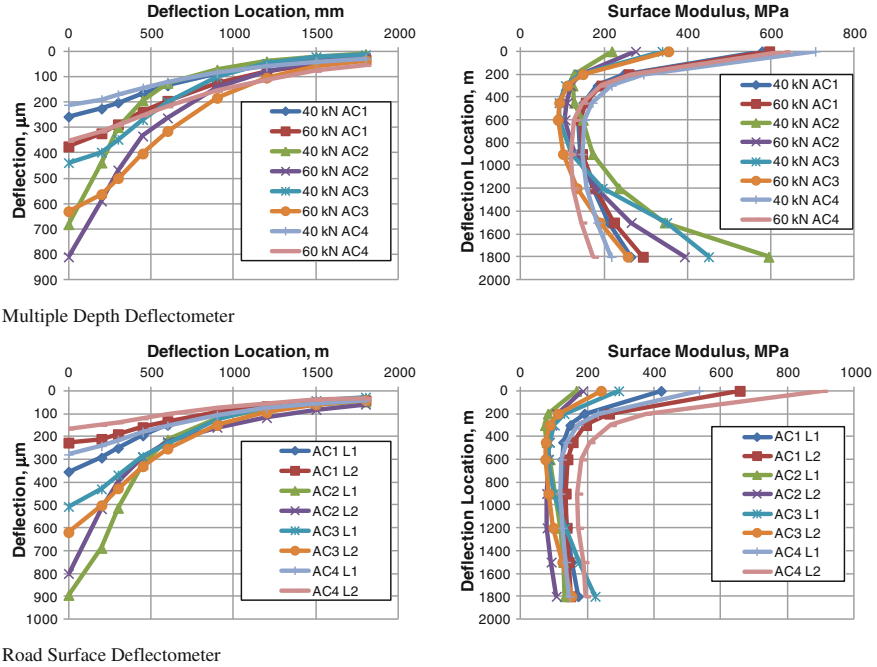 Deflection Location, mm
0 500 1000 1500 2000
0
100
200
300
400
500
600
700
800
900
Deflection, µm
40 kN AC1
60 kN AC1
40 kN AC2
60 kN AC2
40 kN AC3
60 kN AC3
40 kN AC4
60 kN AC4
Surface Modulus, MPa
0 200 400 600 800
0
200
400
600
800
1000
1200
1400
1600
1800
2000
Deflection Location, m
40 kN AC1
60 kN AC1
40 kN AC2
60 kN AC2
40 kN AC3
60 kN AC3
40 kN AC4
60 kN AC4
Multiple Depth Deflectometer
Deflection Location, m
0 500 1000 1500 2000
0
100
200
300
400
500
600
700
800
900
1000
Deflection, µm
AC1 L1
AC1 L2
AC2 L1
AC2 L2
AC3 L1
AC3 L2
AC4 L1
AC4 L2
Surface Modulus, MPa
0 200 400 600 800 1000
0
200
400
600
800
1000
1200
1400
1600
1800
2000
Deflection Location, m
AC1 L1
AC1 L2
AC2 L1
AC2 L2
AC3 L1
AC3 L2
AC4 L1
AC4 L2
Road Surface Deflectometer